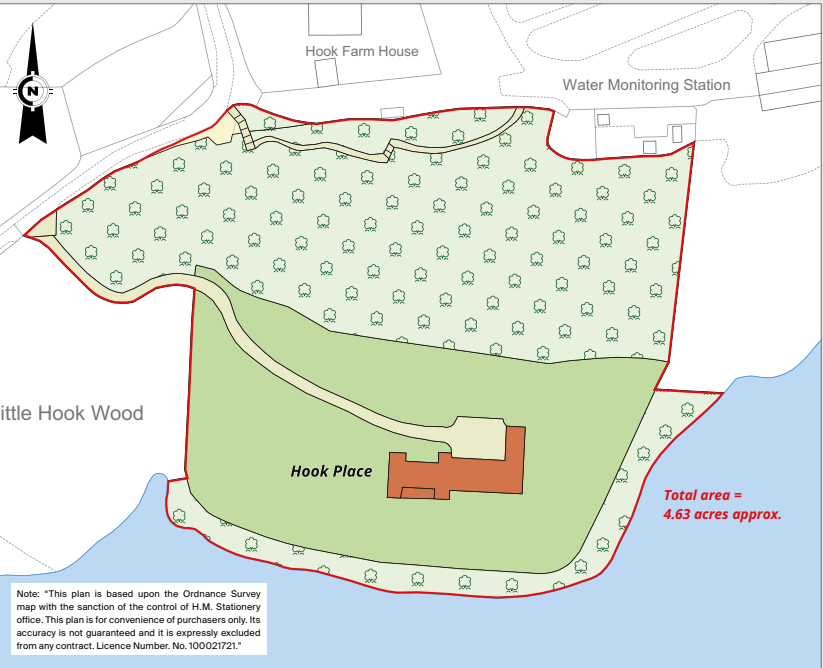 Hook Farm House
Water Monitoring Station
N
ittle Hook Wood
Hook Place
Total area =
4.63 acres approx.
Note: "This plan is based upon the Ordnance Survey
map with the sanction of the control of H.M. Stationery
office. This plan is for convenience of purchasers only. Its
accuracy is not guaranteed and it is expressly excluded
from any contract. Licence Number. No. 100021721."